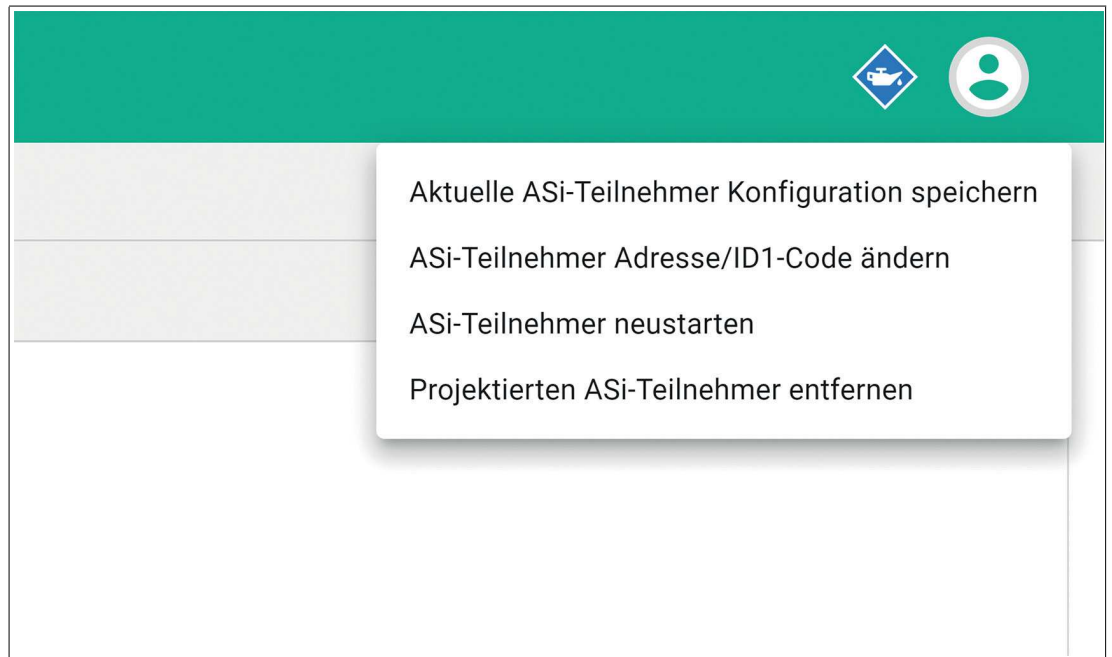 Aktuelle ASi-Teilnehmer Konfiguration speichern
ASi-Teilnehmer Adresse/ID1-Code ändern
ASi-Teilnehmer neustarten
Projektierten ASi-Teilnehmer entfernen